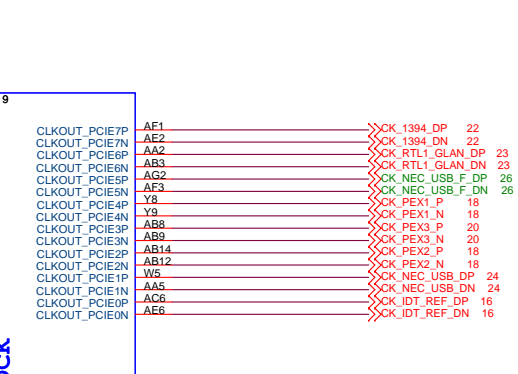 9
CLKOUT_PCIE7P AF1 CK_1394_DP 22
CLKOUT_PCIE7N AE2 CK_1394_DN 22
CLKOUT_PCIE6P AA2 CK_RTL1_GLAN_DP 23
CLKOUT_PCIE6N AB3 CK_RTL1_GLAN_DN 23
CLKOUT_PCIE5P AG2 CK_NEC_USB_F_DP 26
CLKOUT_PCIE5N AF3 CK_NEC_USB_F_DN 26
CLKOUT_PCIE4P Y8 CK_PEX1_P 18
CLKOUT_PCIE4N Y9 CK_PEX1_N 18
CLKOUT_PCIE3P AB8 CK_PEX3_P 20
CLKOUT_PCIE3N AB9 CK_PEX3_N 20
CLKOUT_PCIE2P AB14 CK_PEX2_P 18
CLKOUT_PCIE2N AB12 CK_PEX2_N 18
CLKOUT_PCIE1P W5 CK_NEC_USB_DP 24
CLKOUT_PCIE1N AA5 CK_NEC_USB_DN 24
CLKOUT_PCIE0P AC6 CK_IDT_REF_DP 16
CLKOUT_PCIE0N AE6 CK_IDT_REF_DN 16